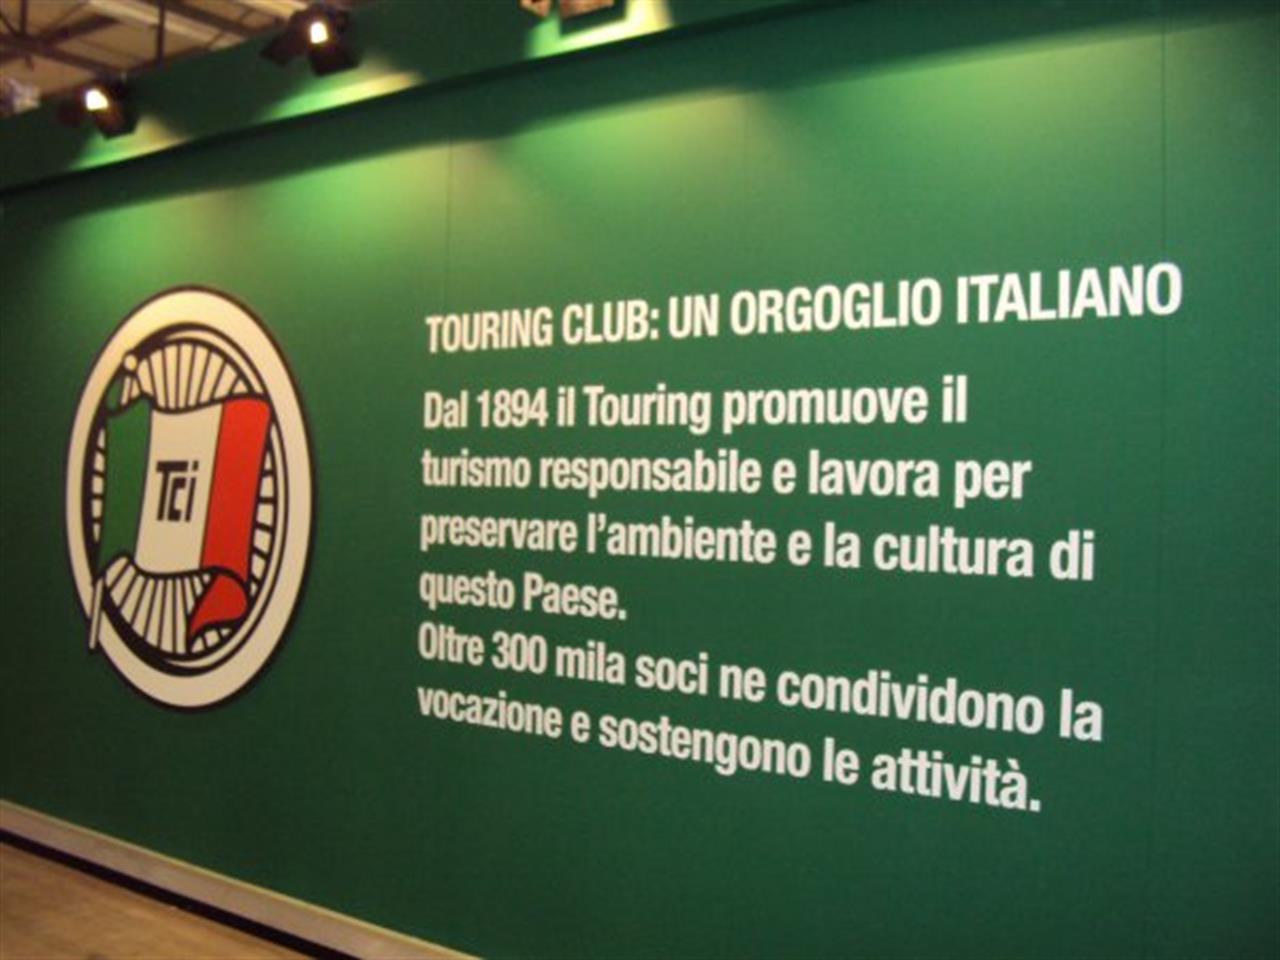 TOURING CLUB: UN ORGOGLIO ITALIANO
Dal 1894 il Touring promuove il
turismo responsabile e lavora per
preservare l'ambiente e la cultura di
questo Paese.
Oltre 300 mila soci ne condividono la
vocazione e sostengono le attività.
Tci